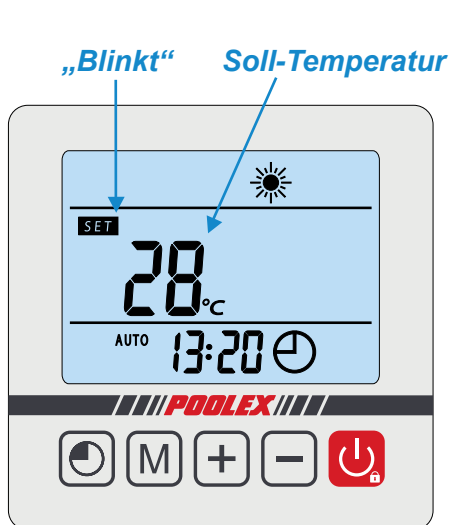 „Blinkt“ Soll-Temperatur
SET
28 °C
AUTO 13:20
POOLEX
M + −